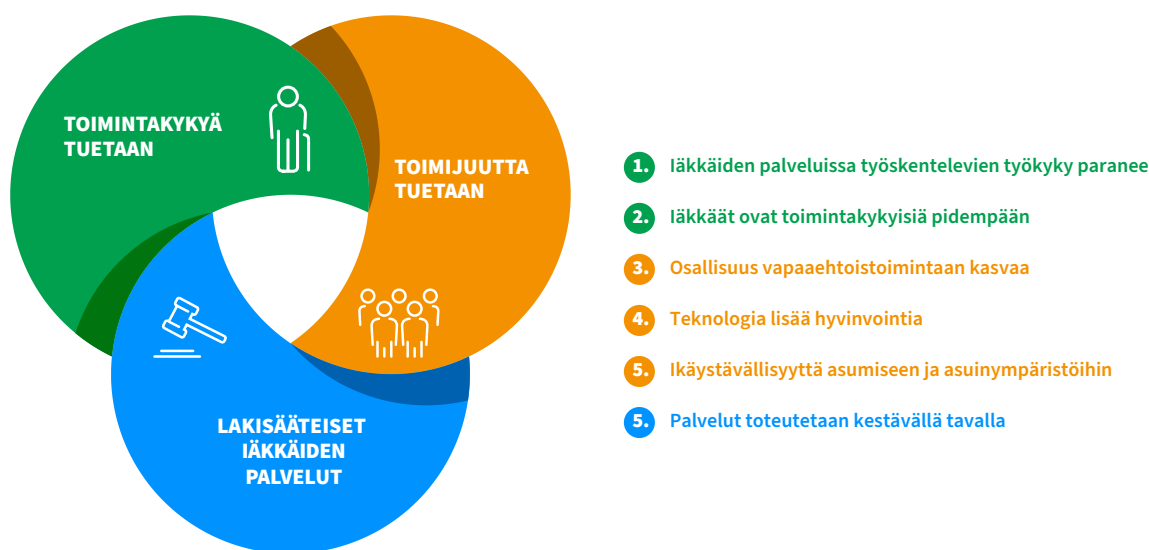 TOIMINTAKYKYÄ
TUETAAN
TOIMIJUUTTA
TUETAAN
LAKISÄÄTEISET
IÄKKÄIDEN
PALVELUT
1. Iäkkäiden palveluissa työskentelevien työkyky paranee
2. Iäkkäät ovat toimintakykyisiä pidempään
3. Osallisuus vapaaehtoistoimintaan kasvaa
4. Teknologia lisää hyvinvointia
5. Ikäystävällisyyttä asumiseen ja asuinympäristöihin
5. Palvelut toteutetaan kestävällä tavalla